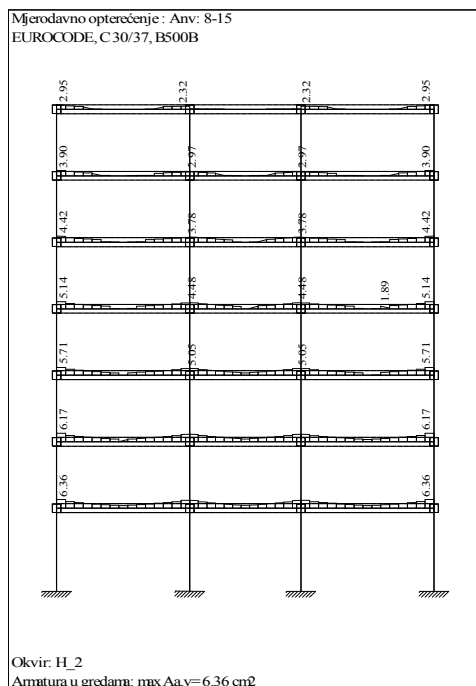 Mjerodavno opterećenje : Anv: 8-15
EUROCODE, C 30/37, B500B
2.95 2.32 2.32 2.95
3.90 2.97 2.97 3.90
4.42 3.78 3.78 4.42
5.14 4.48 4.48 1.89 5.14
5.71 5.05 5.05 5.71
6.17 6.17
6.36 6.36
Okvir: H_2
Armatura u gredama: max Aa,v= 6.36 cm2